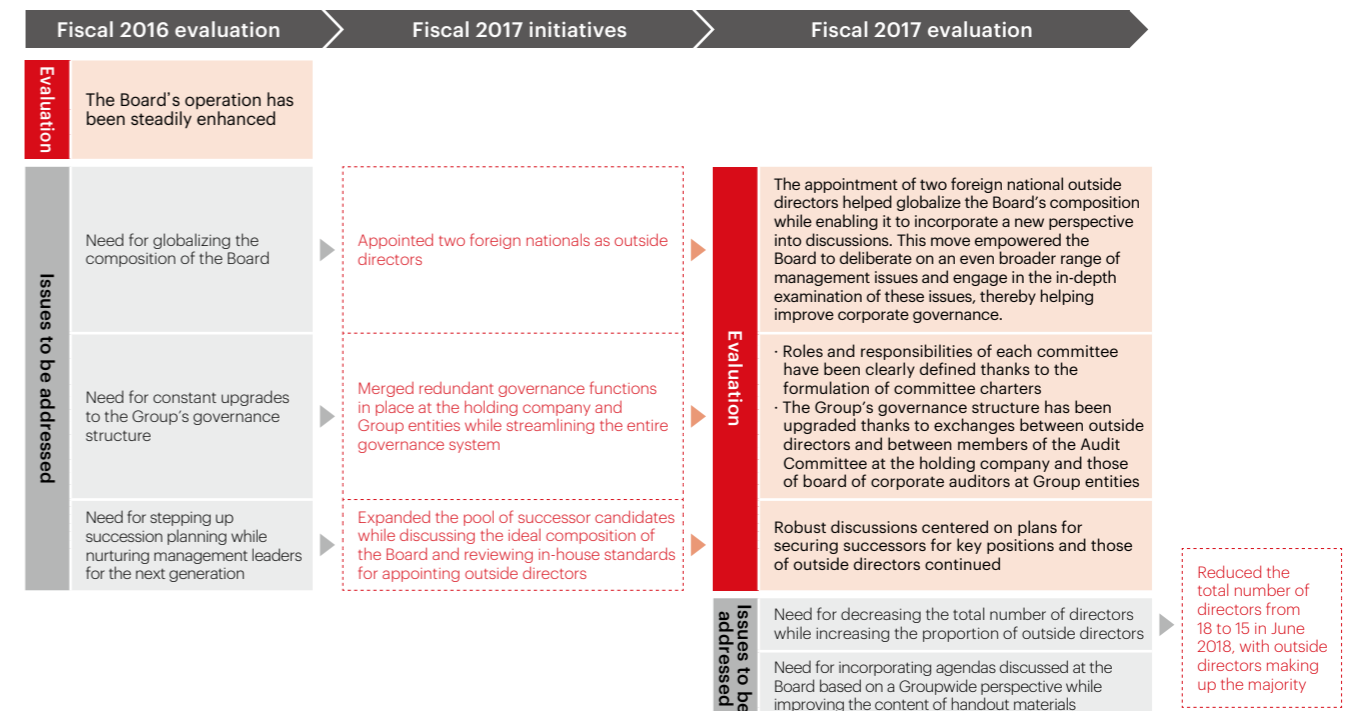 Fiscal 2016 evaluation
Fiscal 2017 initiatives
Fiscal 2017 evaluation
Evaluation
The Board's operation has
been steadily enhanced
Issues to be addressed
Need for globalizing the
composition of the Board
Appointed two foreign nationals as outside
directors
Evaluation
The appointment of two foreign national outside
directors helped globalize the Board's composition
while enabling it to incorporate a new perspective
into discussions. This move empowered the
Board to deliberate on an even broader range of
management issues and engage in the in-depth
examination of these issues, thereby helping
improve corporate governance.
Need for constant upgrades
to the Group's governance
structure
Merged redundant governance functions
in place at the holding company and
Group entities while streamlining the entire
governance system
· Roles and responsibilities of each committee
have been clearly defined thanks to the
formulation of committee charters
· The Group's governance structure has been
upgraded thanks to exchanges between outside
directors and between members of the Audit
Committee at the holding company and those
of board of corporate auditors at Group entities
Need for stepping up
succession planning while
nurturing management leaders
for the next generation
Expanded the pool of successor candidates
while discussing the ideal composition of
the Board and reviewing in-house standards
for appointing outside directors
Robust discussions centered on plans for
securing successors for key positions and those
of outside directors continued
Issues to be
addressed
Need for decreasing the total number of directors
while increasing the proportion of outside directors
Reduced the
total number of
directors from
18 to 15 in June
2018, with outside
directors making
up the majority
Need for incorporating agendas discussed at the
Board based on a Groupwide perspective while
improving the content of handout materials